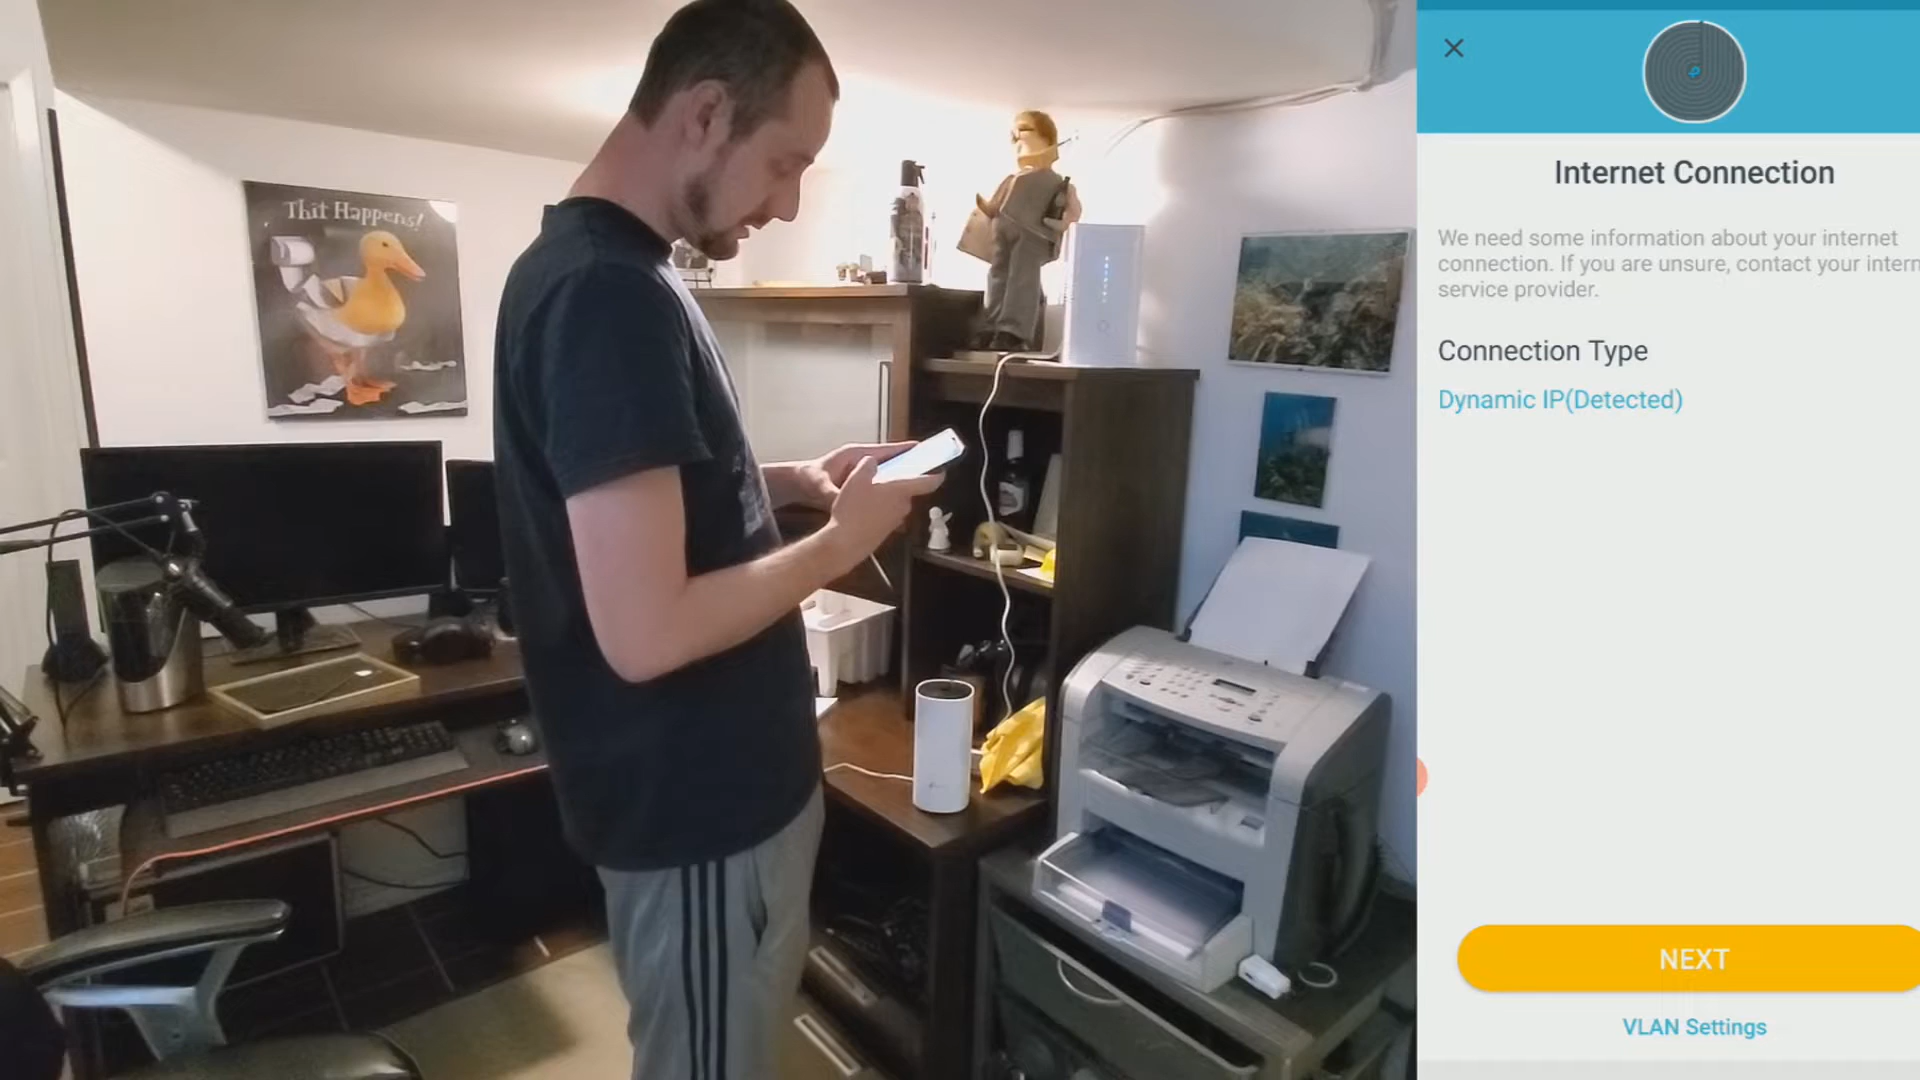 Thit Happens!
Internet Connection
We need some information about your internet
connection. If you are unsure, contact your intern
service provider.
Connection Type
Dynamic IP(Detected)
NEXT
VLAN Settings